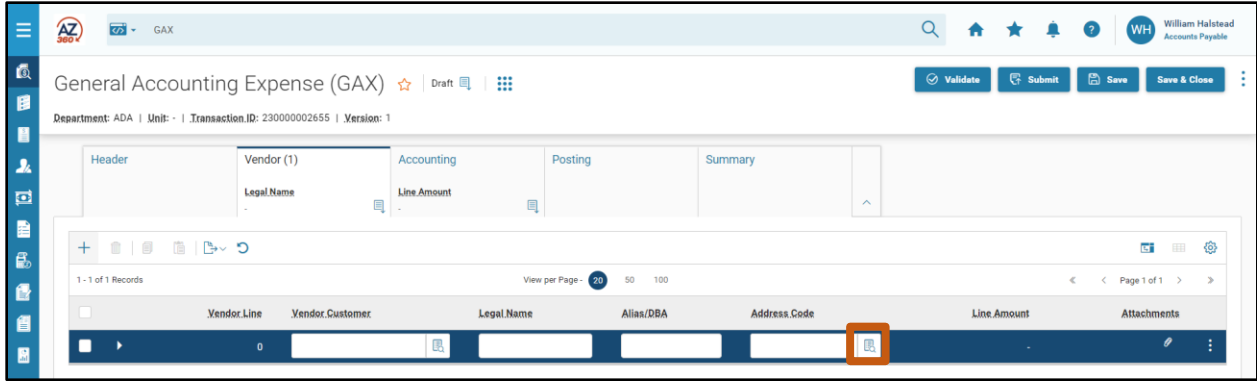 AZ
360
GAX
WH
William Halstead
Accounts Payable
General Accounting Expense (GAX)
Draft
Validate
Submit
Save
Save & Close
Department: ADA | Unit: - | Transaction ID: 230000002655 | Version: 1
Header
Vendor (1)
Accounting
Posting
Summary
Legal Name
Line Amount
-
-
1 - 1 of 1 Records
View per Page - 20 50 100
« < Page 1 of 1 > »
Vendor Line Vendor Customer Legal Name Alias/DBA Address Code Line Amount Attachments
0 -